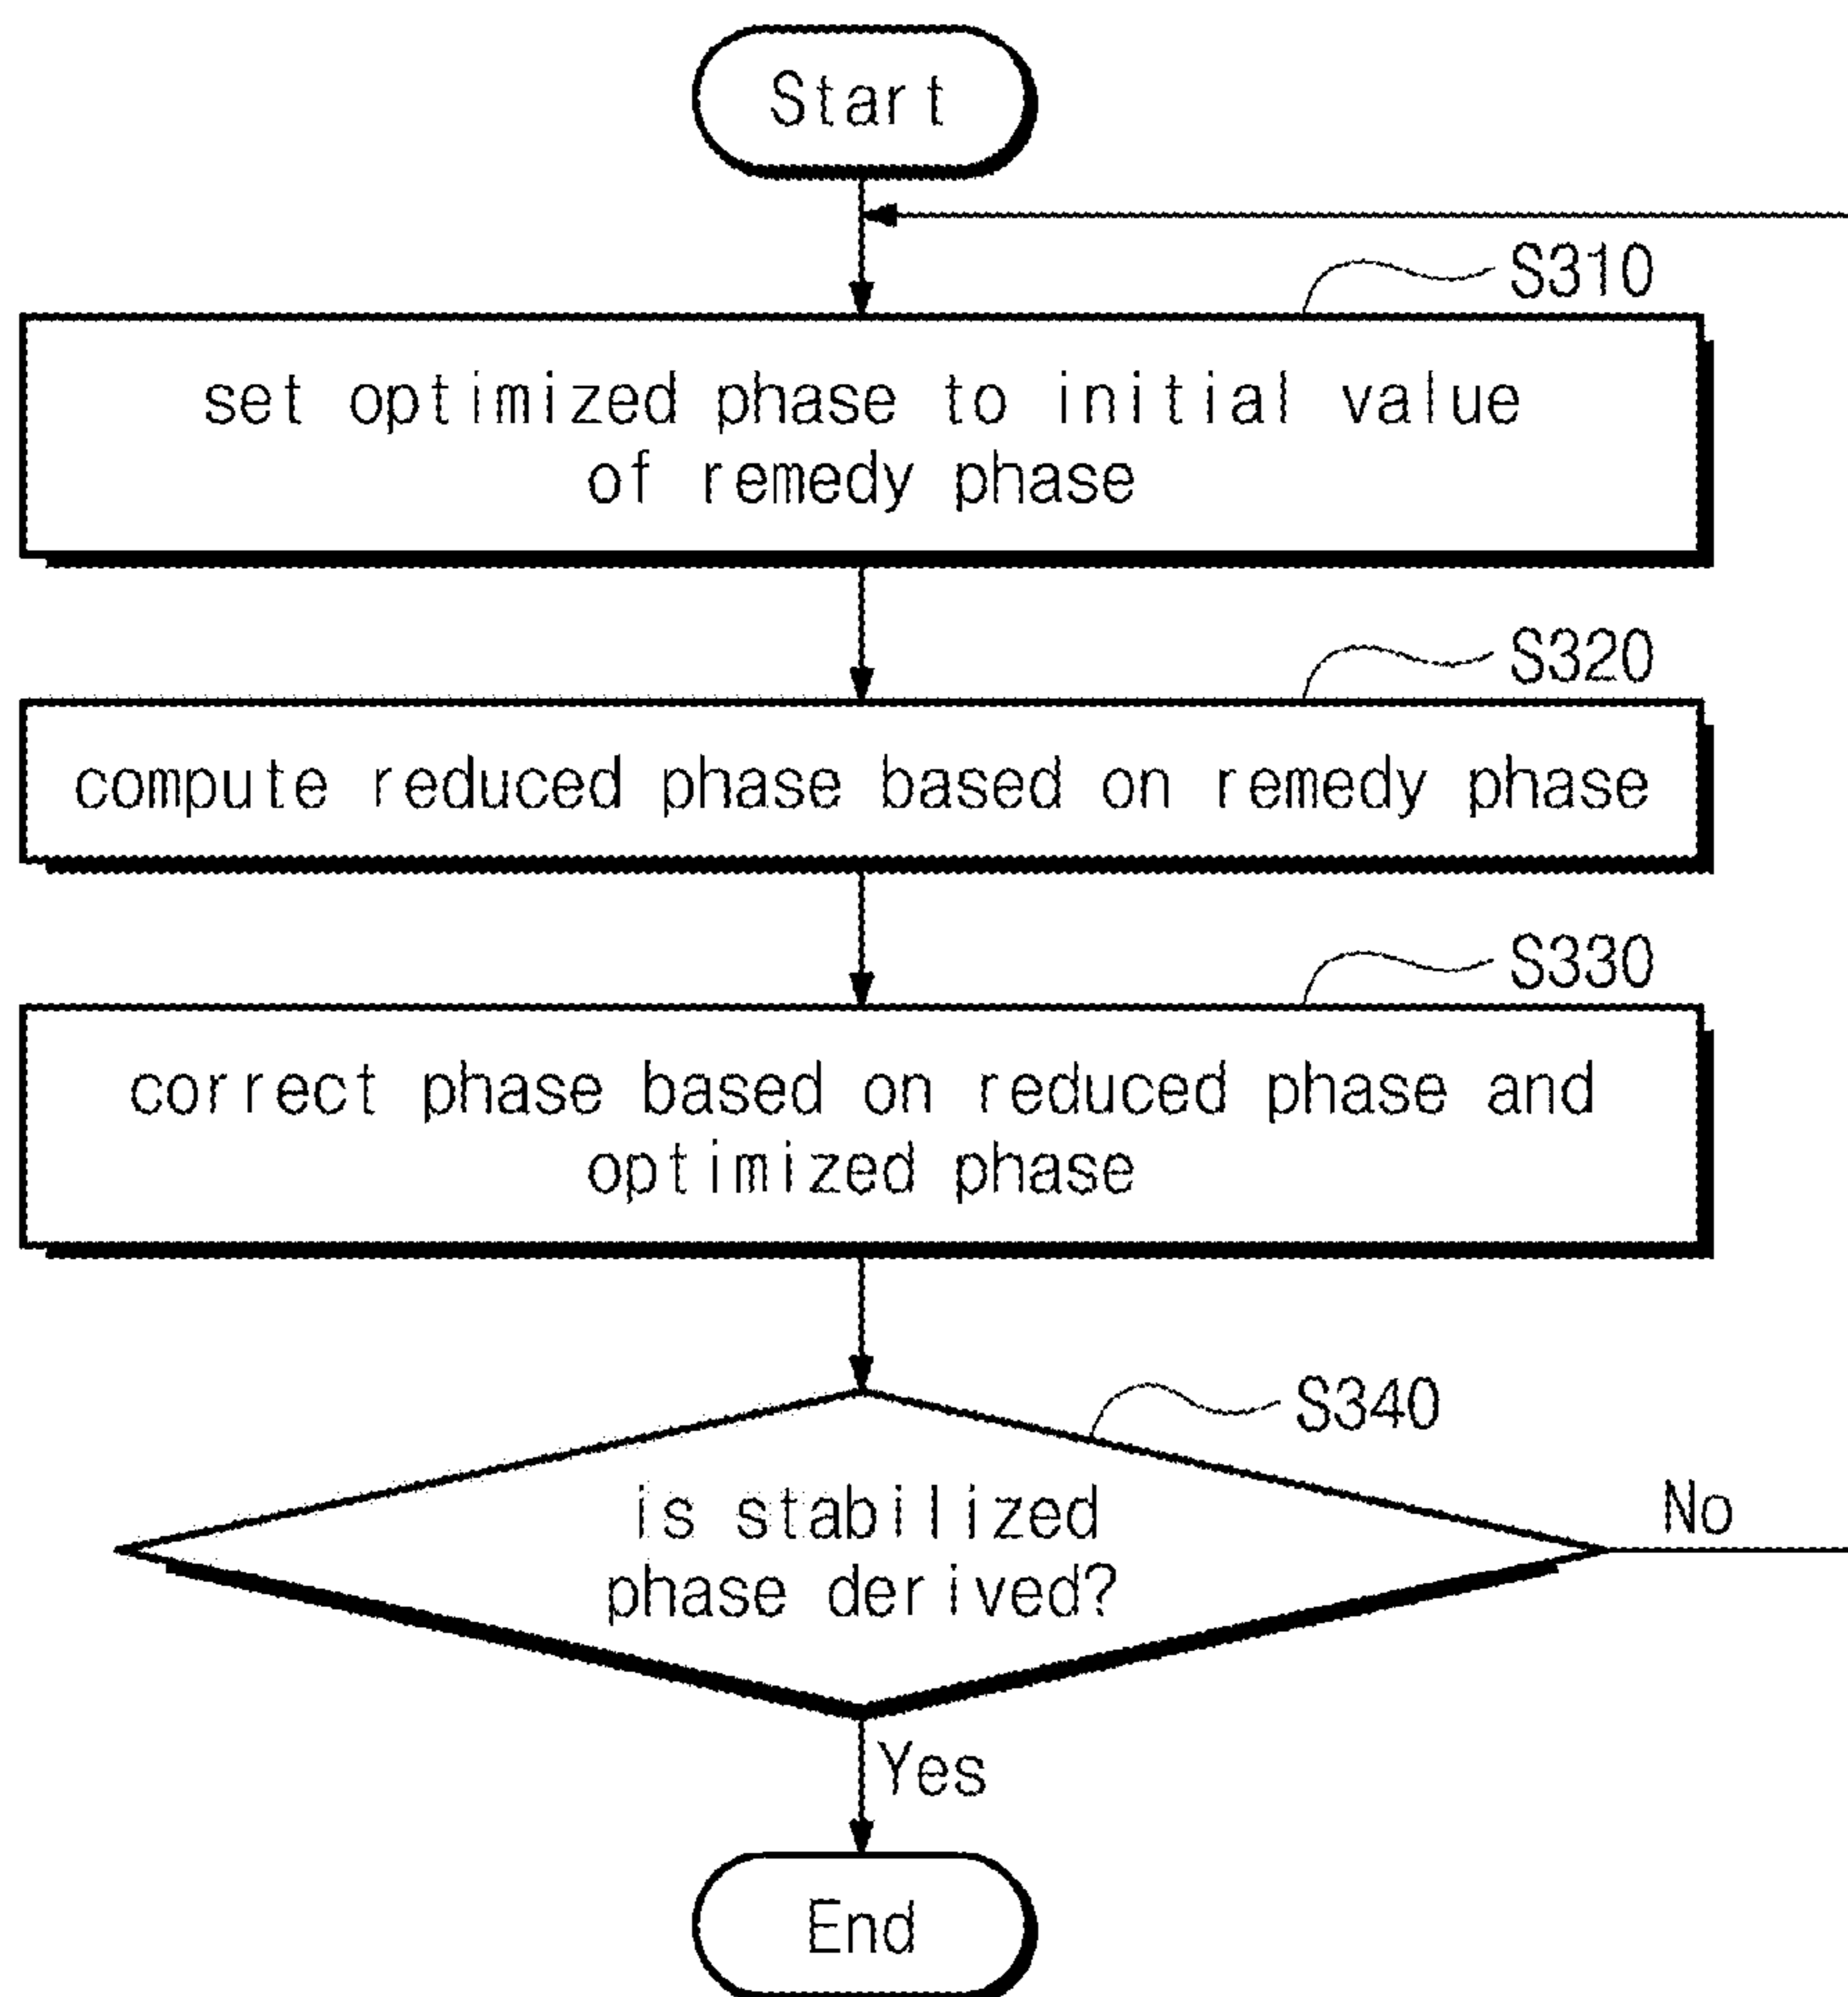 Start
S310
set optimized phase to initial value
of remedy phase
S320
compute reduced phase based on remedy phase
S330
correct phase based on reduced phase and
optimized phase
S340
is stabilized
phase derived?
No
Yes
End